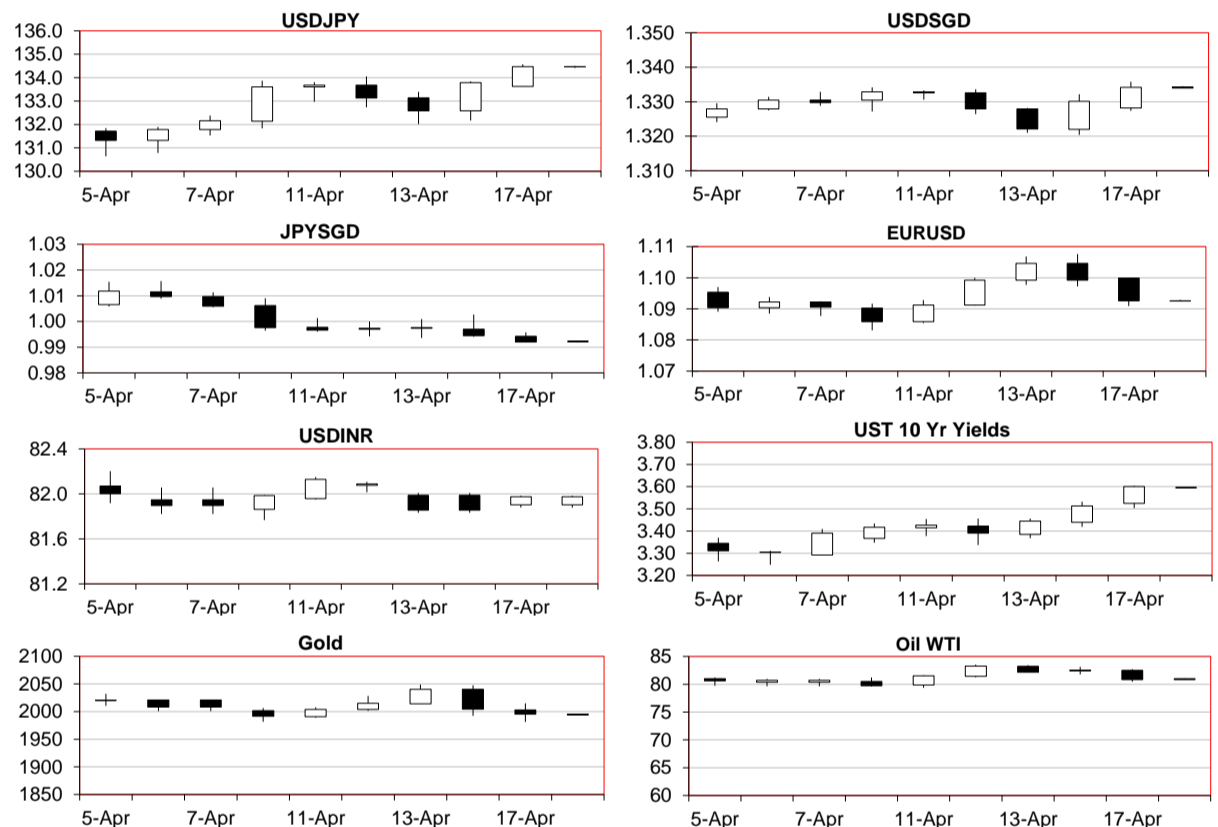 USDJPY
136.0
135.0
134.0
133.0
132.0
131.0
130.0
5-Apr 7-Apr 11-Apr 13-Apr 17-Apr
USDSGD
1.350
1.340
1.330
1.320
1.310
5-Apr 7-Apr 11-Apr 13-Apr 17-Apr
JPYSGD
1.03
1.02
1.01
1.00
0.99
0.98
5-Apr 7-Apr 11-Apr 13-Apr 17-Apr
EURUSD
1.11
1.10
1.09
1.08
1.07
5-Apr 7-Apr 11-Apr 13-Apr 17-Apr
USDINR
82.4
82.0
81.6
81.2
5-Apr 7-Apr 11-Apr 13-Apr 17-Apr
UST 10 Yr Yields
3.80
3.70
3.60
3.50
3.40
3.30
3.20
5-Apr 7-Apr 11-Apr 13-Apr 17-Apr
Gold
2100
2050
2000
1950
1900
1850
5-Apr 7-Apr 11-Apr 13-Apr 17-Apr
Oil WTI
85
80
75
70
65
60
5-Apr 7-Apr 11-Apr 13-Apr 17-Apr